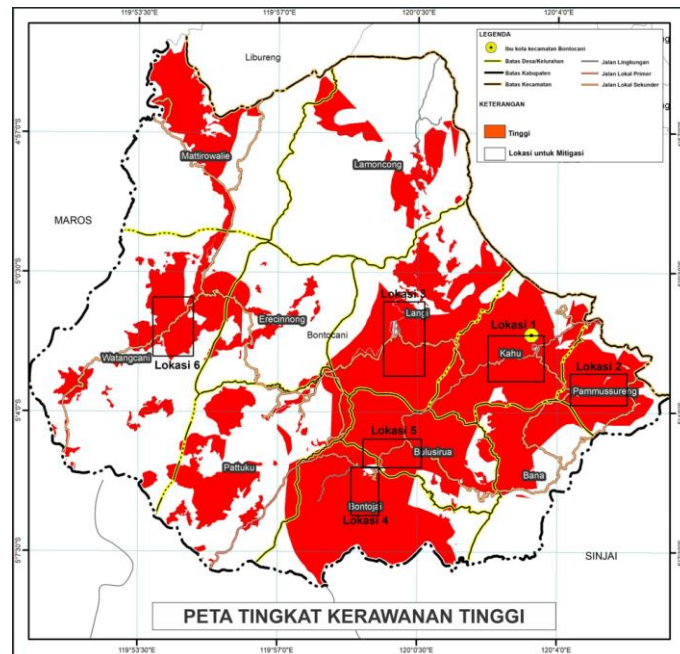 119°53'30"E 119°57'0"E 120°0'30"E 120°4'0"E
LEGENDA
Ibu kota kecamatan Bontocani
Batas Desa/Kelurahan
Batas Kabupaten
Batas Kecamatan
Jalan Lingkungan
Jalan Lokal Primer
Jalan Lokal Sekunder
KETERANGAN
Tinggi
Lokasi untuk Mitigasi
Libureng
4°57'0"S
Mattirowalie
Lamoncong
MAROS
5°0'30"S
Lokasi 3
Langi
Erecinnong
Bontocani
Lokasi 1
Kahu
Watangcani
Lokasi 6
Lokasi 2
Pammussureng
5°4'0"S
Lokasi 5
Bulusirua
Pattuku
Bana
Bontojai
Lokasi 4
SINJAI
5°7'30"S
PETA TINGKAT KERAWANAN TINGGI
119°53'30"E 119°57'0"E 120°0'30"E 120°4'0"E